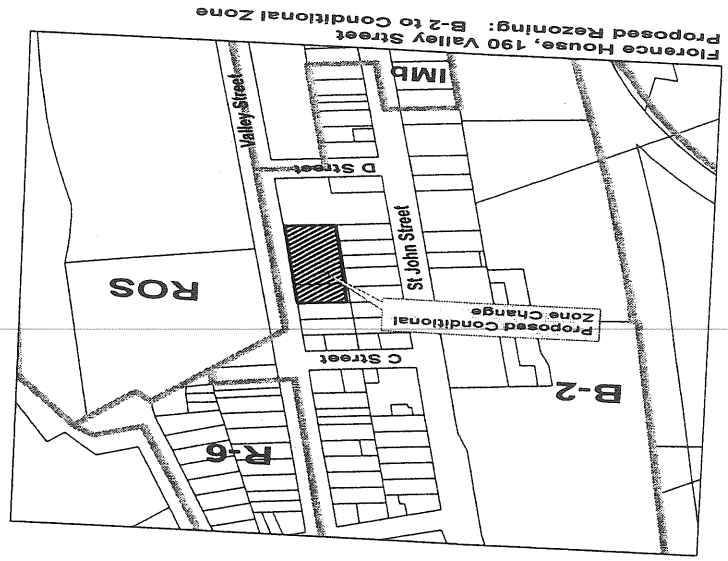 Florence House, 190 Valley Street
Proposed Rezoning: B-2 to Conditional Zone
R-6
B-2
C Street
Proposed Conditional
Zone Change
ROS
St John Street
D Street
Valley Street
IMb